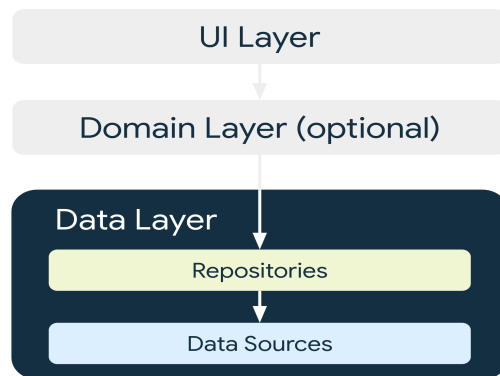 UI Layer
Domain Layer (optional)
Data Layer
Repositories
Data Sources